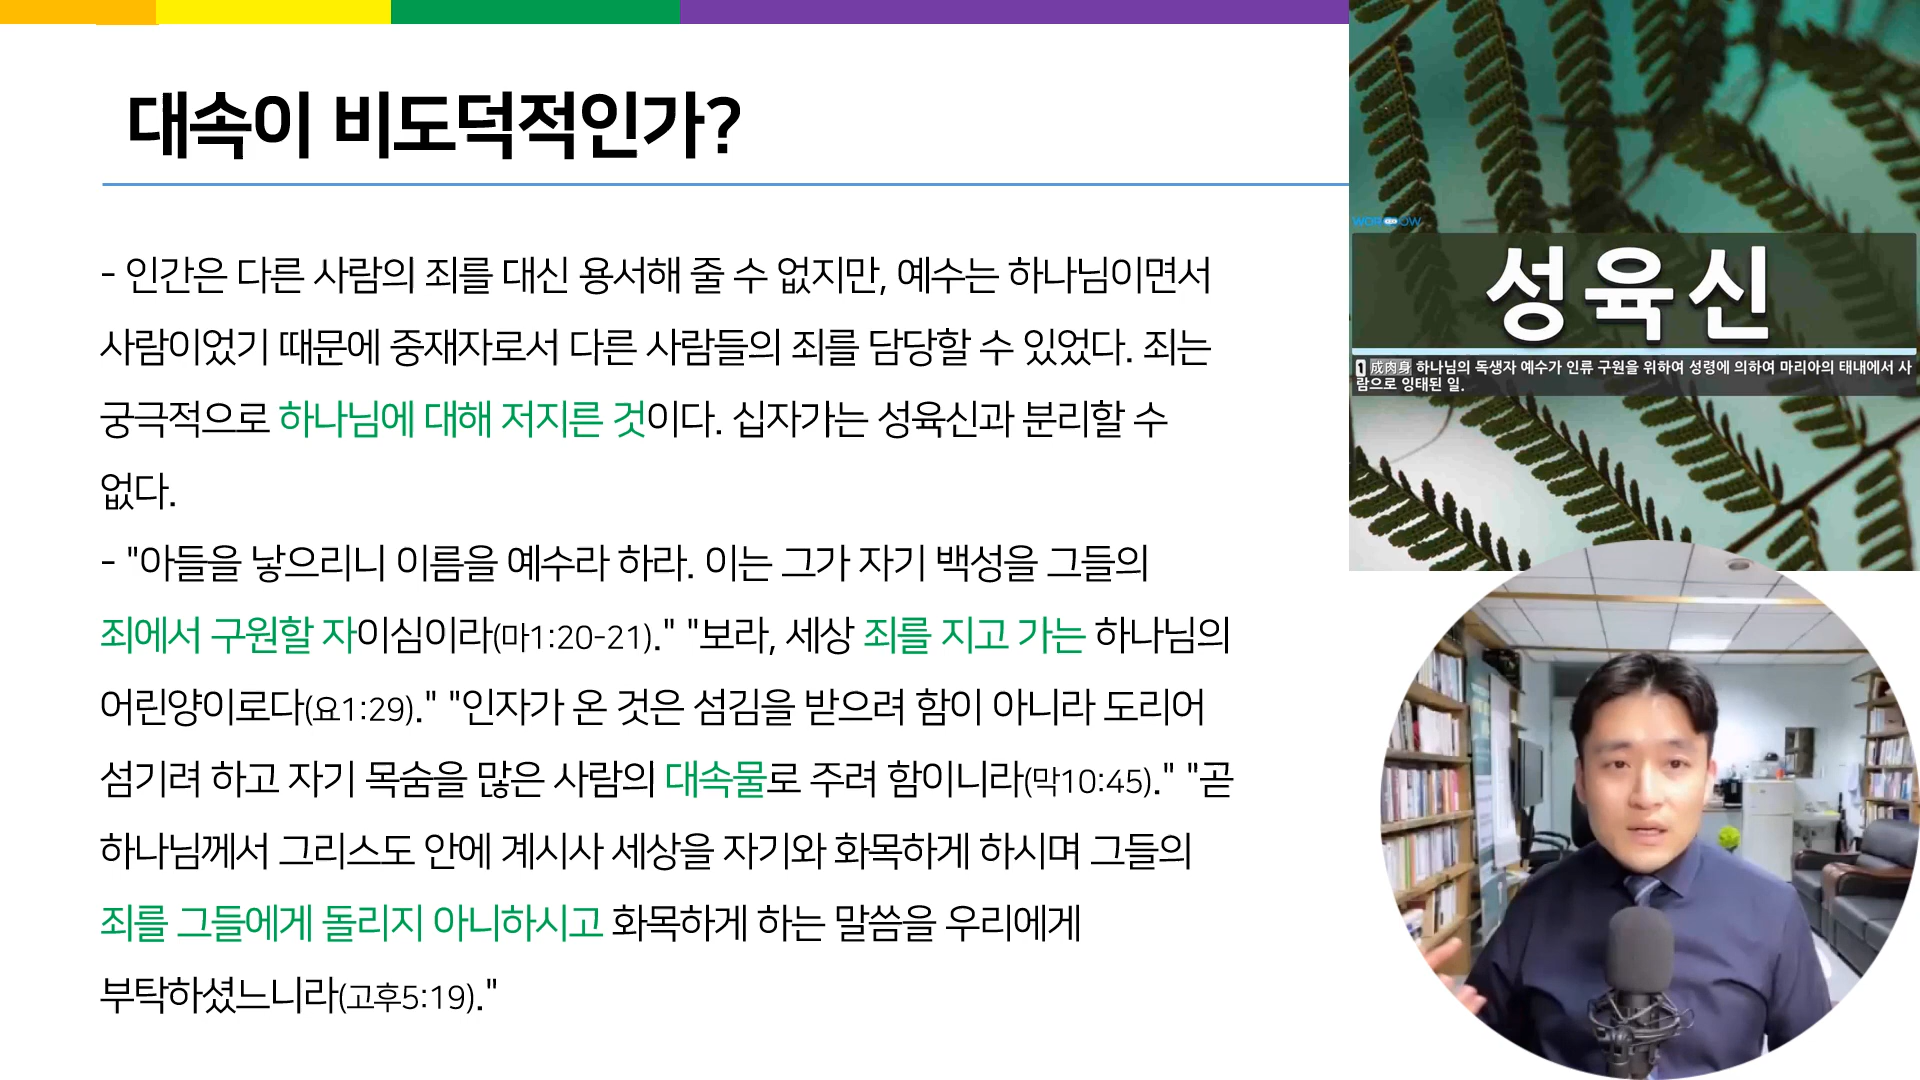 대속이 비도덕적인가?
- 인간은 다른 사람의 죄를 대신 용서해 줄 수 없지만, 예수는 하나님이면서
사람이었기 때문에 중재자로서 다른 사람들의 죄를 담당할 수 있었다. 죄는
궁극적으로 하나님에 대해 저지른 것이다. 십자가는 성육신과 분리할 수
없다.
- "아들을 낳으리니 이름을 예수라 하라. 이는 그가 자기 백성을 그들의
죄에서 구원할 자이심이라(마1:20-21)." "보라, 세상 죄를 지고 가는 하나님의
어린양이로다(요1:29)." "인자가 온 것은 섬김을 받으려 함이 아니라 도리어
섬기려 하고 자기 목숨을 많은 사람의 대속물로 주려 함이니라(막10:45)." "곧
하나님께서 그리스도 안에 계시사 세상을 자기와 화목하게 하시며 그들의
죄를 그들에게 돌리지 아니하시고 화목하게 하는 말씀을 우리에게
부탁하셨느니라(고후5:19)."
성육신
1 成肉身 하나님의 독생자 예수가 인류 구원을 위하여 성령에 의하여 마리아의 태내에서 사
람으로 잉태된 일.